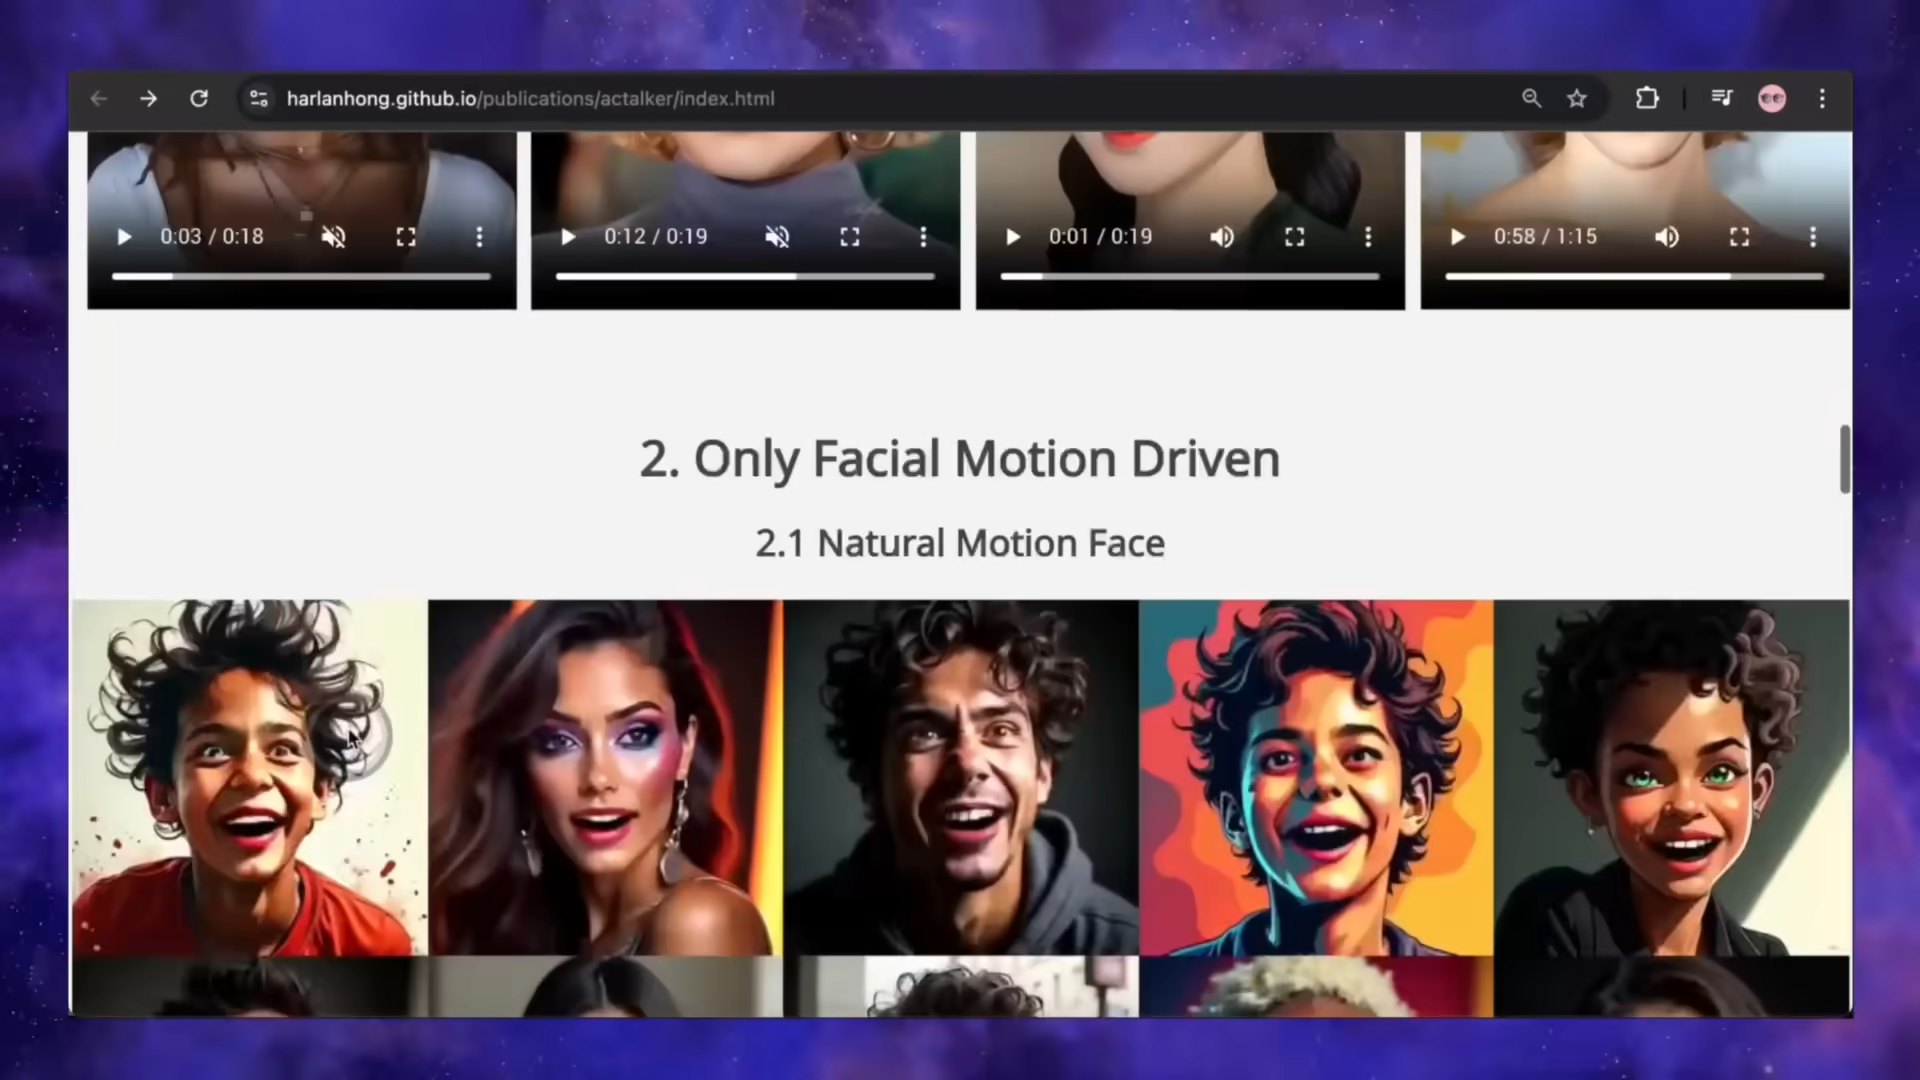 harlanhong.github.io/publications/actalker/index.html
0:03 / 0:18
0:12 / 0:19
0:01 / 0:19
0:58 / 1:15
2. Only Facial Motion Driven
2.1 Natural Motion Face